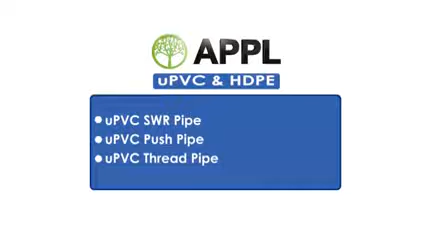 APPL
uPVC & HDPE
uPVC SWR Pipe
uPVC Push Pipe
uPVC Thread Pipe